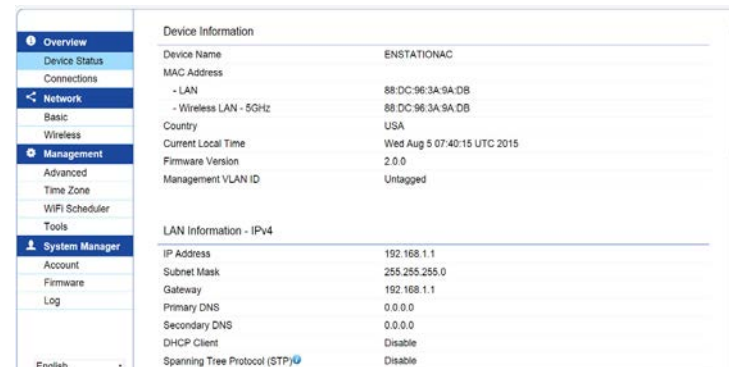 Overview
Device Status
Connections
Network
Basic
Wireless
Management
Advanced
Time Zone
WiFi Scheduler
Tools
System Manager
Account
Firmware
Log
English
Device Information
Device Name ENSTATIONAC
MAC Address
- LAN 88:DC:96:3A:9A:DB
- Wireless LAN - 5GHz 88:DC:96:3A:9A:DB
Country USA
Current Local Time Wed Aug 5 07:40:15 UTC 2015
Firmware Version 2.0.0
Management VLAN ID Untagged
LAN Information - IPv4
IP Address 192.168.1.1
Subnet Mask 255.255.255.0
Gateway 192.168.1.1
Primary DNS 0.0.0.0
Secondary DNS 0.0.0.0
DHCP Client Disable
Spanning Tree Protocol (STP) Disable